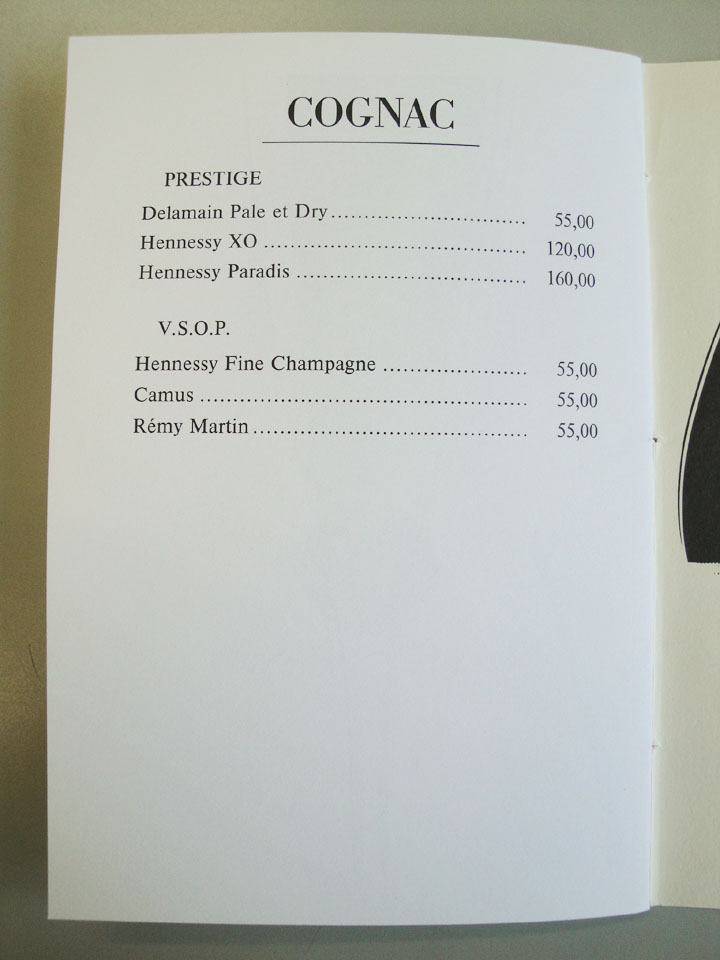 COGNAC
PRESTIGE
Delamain Pale et Dry.............................. 55,00
Hennessy XO ........................................ 120,00
Hennessy Paradis ................................... 160,00
V.S.O.P.
Hennessy Fine Champagne ...................... 55,00
Camus .................................................. 55,00
Rémy Martin.......................................... 55,00